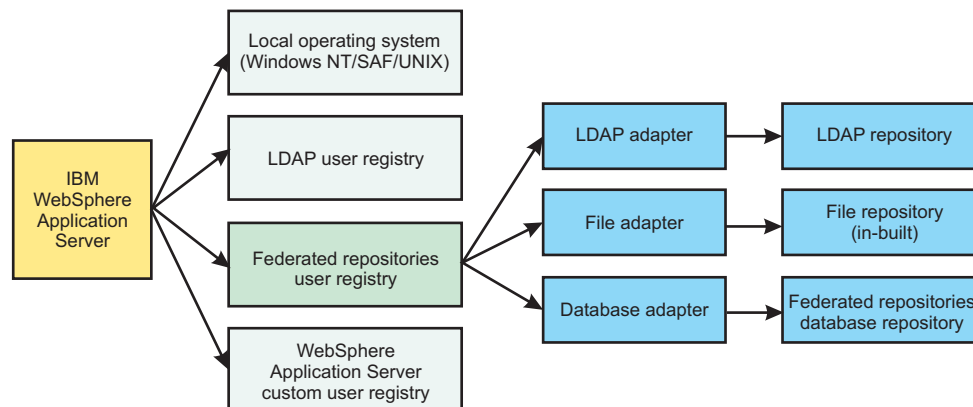 Local operating system
(Windows NT/SAF/UNIX)
LDAP user registry
IBM
WebSphere
Application
Server
Federated repositories
user registry
WebSphere
Application Server
custom user registry
LDAP adapter
LDAP repository
File adapter
File repository
(in-built)
Database adapter
Federated repositories
database repository